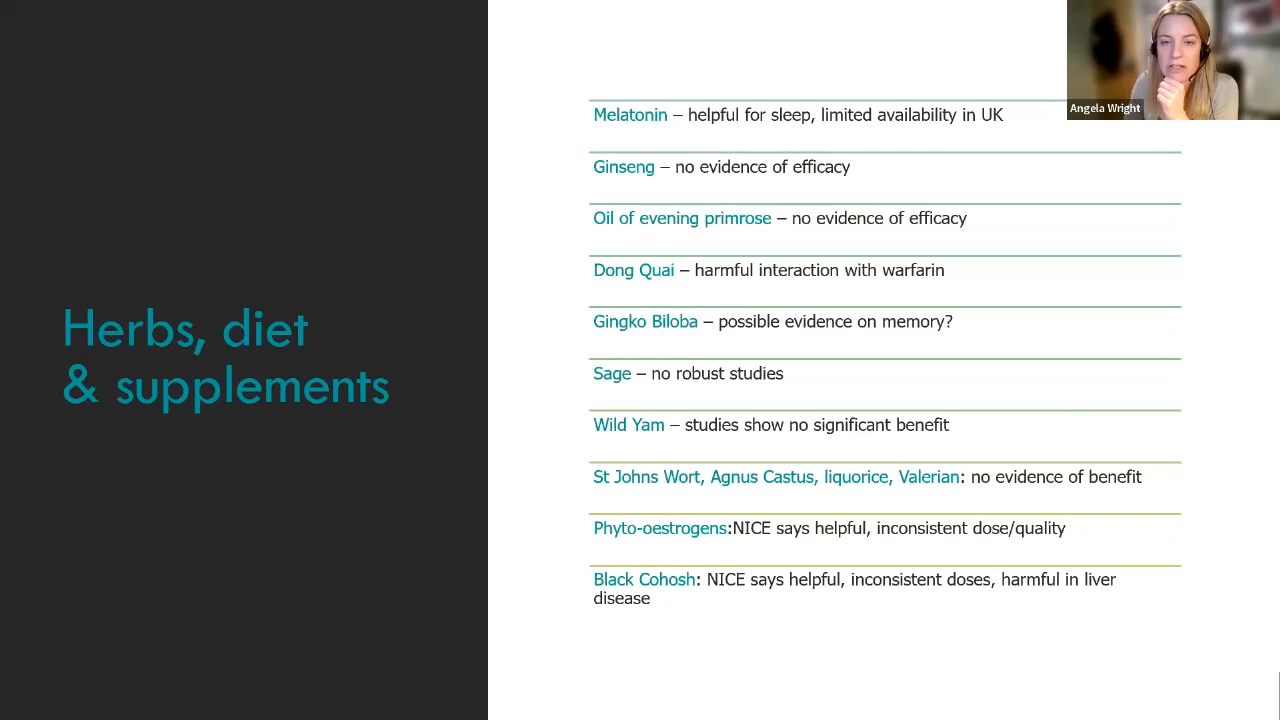 Herbs, diet
& supplements
Angela Wright
Melatonin – helpful for sleep, limited availability in UK
Ginseng – no evidence of efficacy
Oil of evening primrose – no evidence of efficacy
Dong Quai – harmful interaction with warfarin
Gingko Biloba – possible evidence on memory?
Sage – no robust studies
Wild Yam – studies show no significant benefit
St Johns Wort, Agnus Castus, liquorice, Valerian: no evidence of benefit
Phyto-oestrogens:NICE says helpful, inconsistent dose/quality
Black Cohosh: NICE says helpful, inconsistent doses, harmful in liver
disease